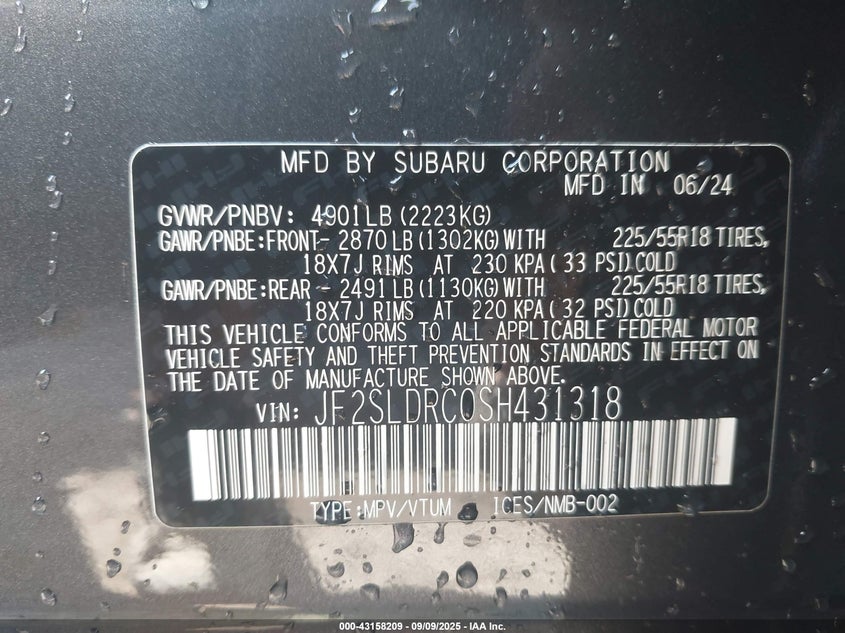 MFD BY SUBARU CORPORATION
MFD IN 06/24
GVWR/PNBV: 4901LB (2223KG)
GAWR/PNBE:FRONT- 2870LB (1302KG)WITH 225/55R18 TIRES,
18X7J RIMS AT 230 KPA( 33 PSI)COLD
GAWR/PNBE:REAR - 2491LB (1130KG)WITH 225/55R18 TIRES,
18X7J RIMS AT 220 KPA( 32 PSI)COLD
THIS VEHICLE CONFORMS TO ALL APPLICABLE FEDERAL MOTOR
VEHICLE SAFETY AND THEFT PREVENTION STANDARDS IN EFFECT ON
THE DATE OF MANUFACTURE SHOWN ABOVE.
VIN: JF2SLDRC0SH431318
TYPE:MPV/VTUM ICES/NMB-002
000-43158209 - 09/09/2025 - IAA Inc.